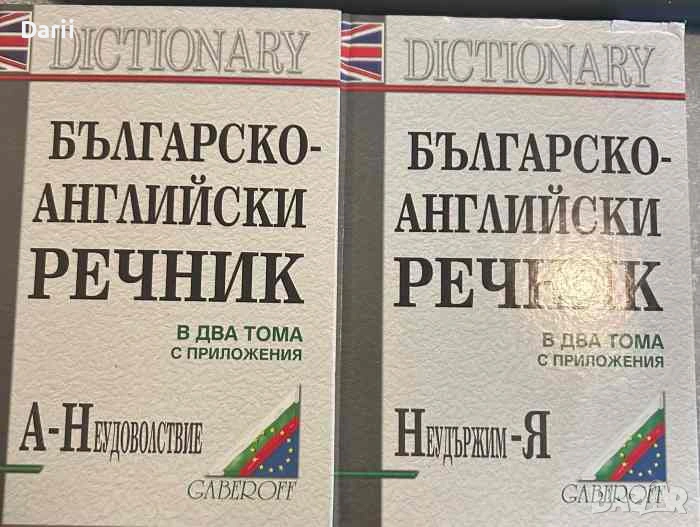 Darii
DICTIONARY
БЪЛГАРСКО-
АНГЛИЙСКИ
РЕЧНИК
В ДВА ТОМА
С ПРИЛОЖЕНИЯ
А-НЕУДОВОЛСТВИЕ
GABEROFF
DICTIONARY
БЪЛГАРСКО-
АНГЛИЙСКИ
РЕЧНИК
В ДВА ТОМА
С ПРИЛОЖЕНИЯ
НЕУДЪРЖИМ-Я
GABEROFF
BAZAR